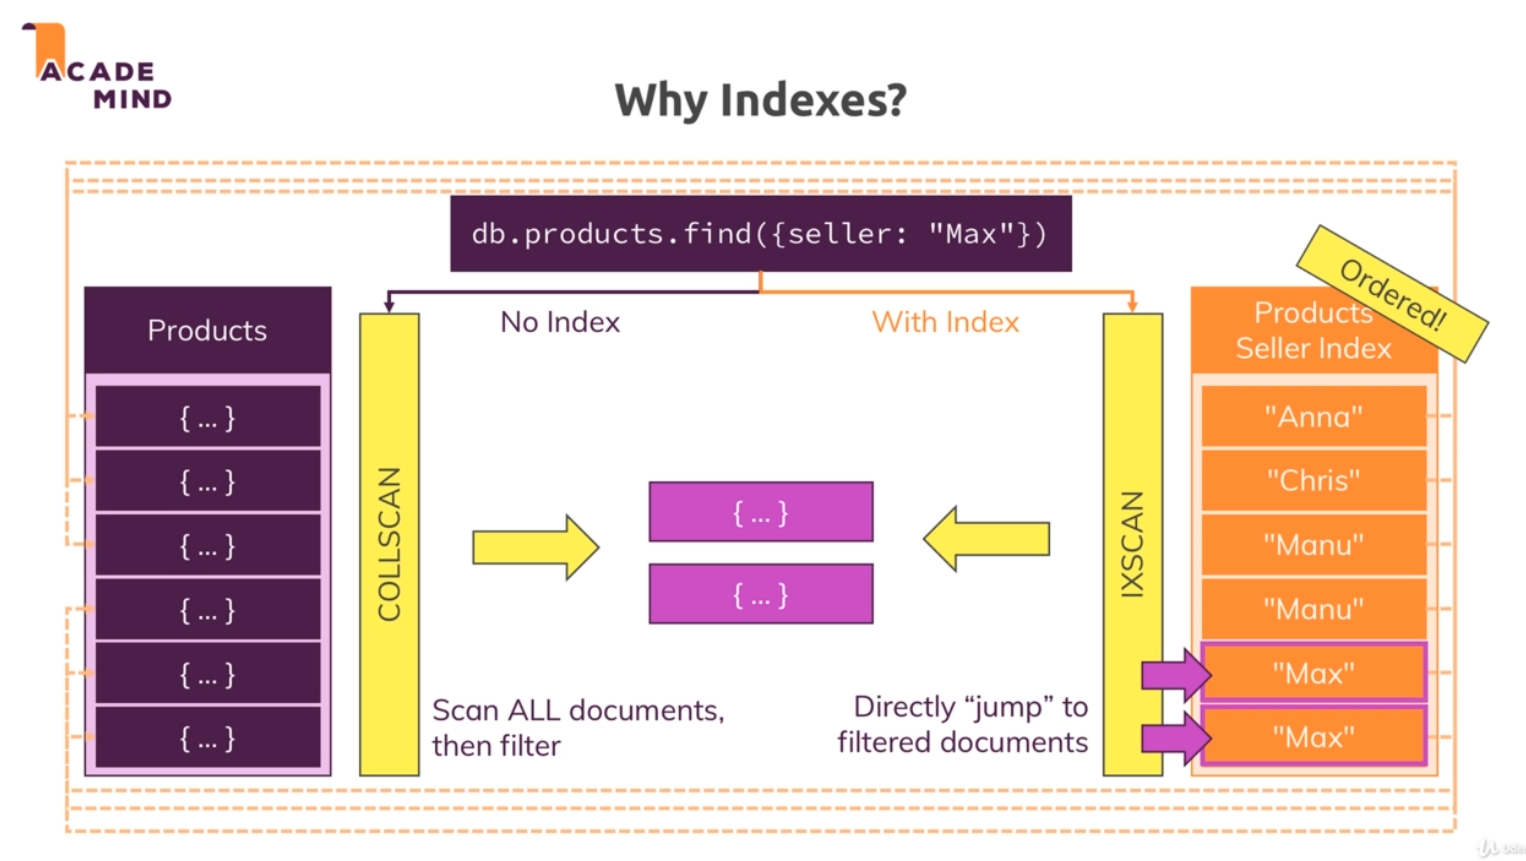 ACADE
MIND
Why Indexes?
db.products.find({seller: "Max"})
Ordered!
No Index
With Index
Products
{ ... }
{ ... }
{ ... }
{ ... }
{ ... }
{ ... }
COLLSCAN
Scan ALL documents,
then filter
{ ... }
{ ... }
Directly “jump” to
filtered documents
IXSCAN
Products
Seller Index
"Anna"
"Chris"
"Manu"
"Manu"
"Max"
"Max"